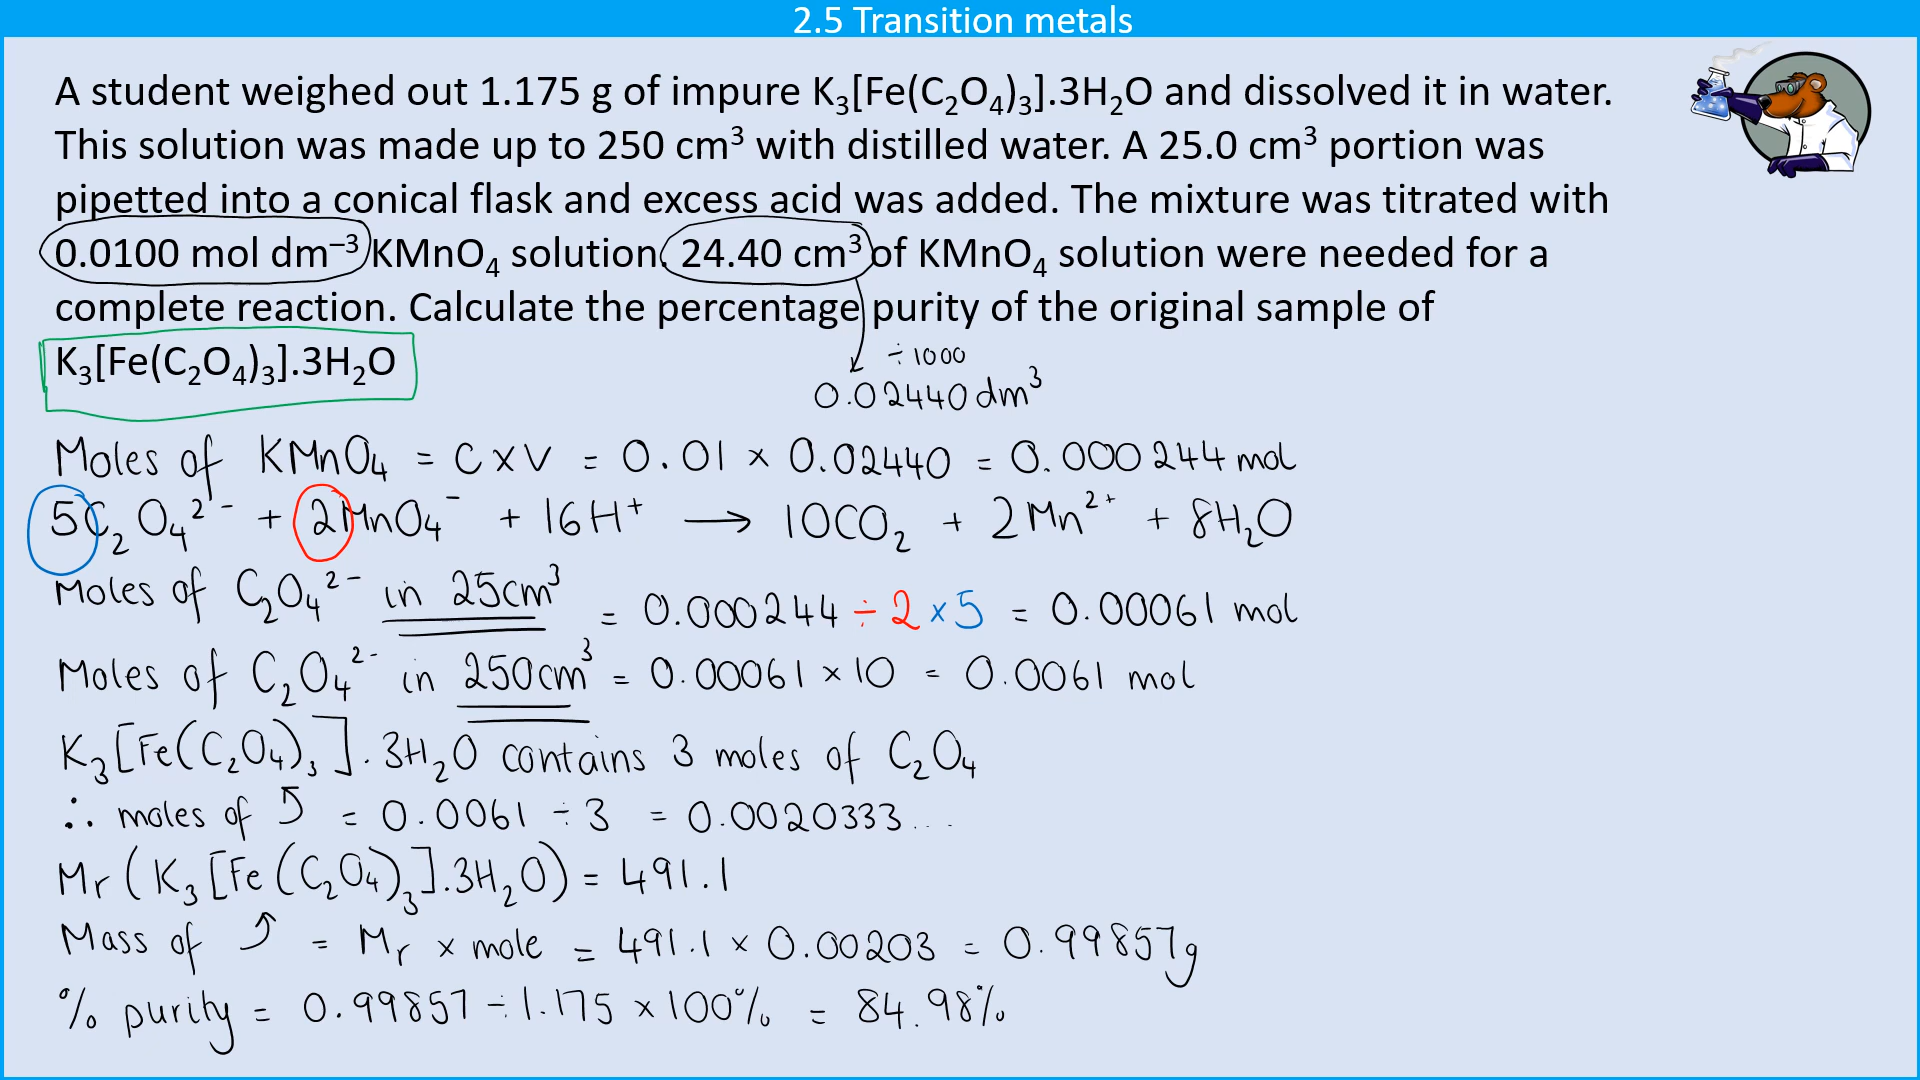 2.5 Transition metals
A student weighed out 1.175 g of impure K₃[Fe(C₂O₄)₃].3H₂O and dissolved it in water.
This solution was made up to 250 cm³ with distilled water. A 25.0 cm³ portion was
pipetted into a conical flask and excess acid was added. The mixture was titrated with
0.0100 mol dm⁻³ KMnO₄ solution. 24.40 cm³ of KMnO₄ solution were needed for a
complete reaction. Calculate the percentage purity of the original sample of
K₃[Fe(C₂O₄)₃].3H₂O
÷1000
0.02440 dm³
Moles of KMnO₄ = C × V = 0.01 × 0.02440 = 0.000244 mol
5C₂O₄²⁻ + 2MnO₄⁻ + 16H⁺ → 10CO₂ + 2Mn²⁺ + 8H₂O
Moles of C₂O₄²⁻ in 25cm³ = 0.000244 ÷ 2 × 5 = 0.00061 mol
Moles of C₂O₄²⁻ in 250cm³ = 0.00061 × 10 = 0.0061 mol
K₃[Fe(C₂O₄)₃].3H₂O contains 3 moles of C₂O₄
∴ moles of ⤴ = 0.0061 ÷ 3 = 0.0020333...
Mr(K₃[Fe(C₂O₄)₃].3H₂O) = 491.1
Mass of ⤴ = Mr × mole = 491.1 × 0.00203 = 0.99857g
% purity = 0.99857 ÷ 1.175 × 100% = 84.98%